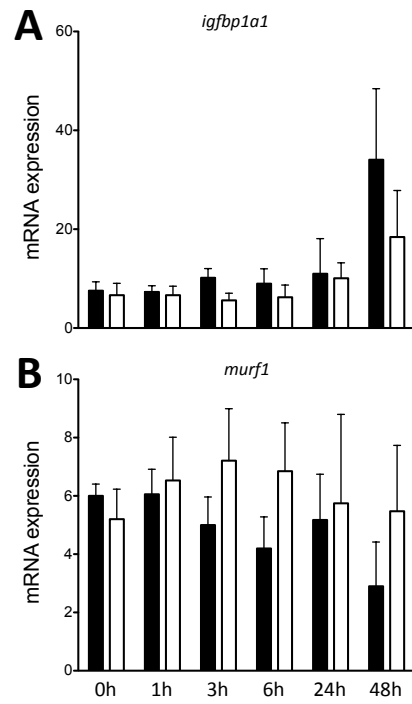 A
igfbp1a1
mRNA expression
60
40
20
0
B
murf1
mRNA expression
10
8
6
4
2
0
0h 1h 3h 6h 24h 48h